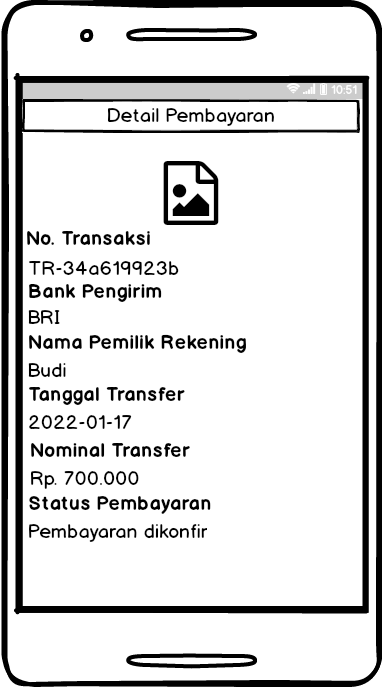 10:51
Detail Pembayaran
No. Transaksi
TR-34a619923b
Bank Pengirim
BRI
Nama Pemilik Rekening
Budi
Tanggal Transfer
2022-01-17
Nominal Transfer
Rp. 700.000
Status Pembayaran
Pembayaran dikonfir